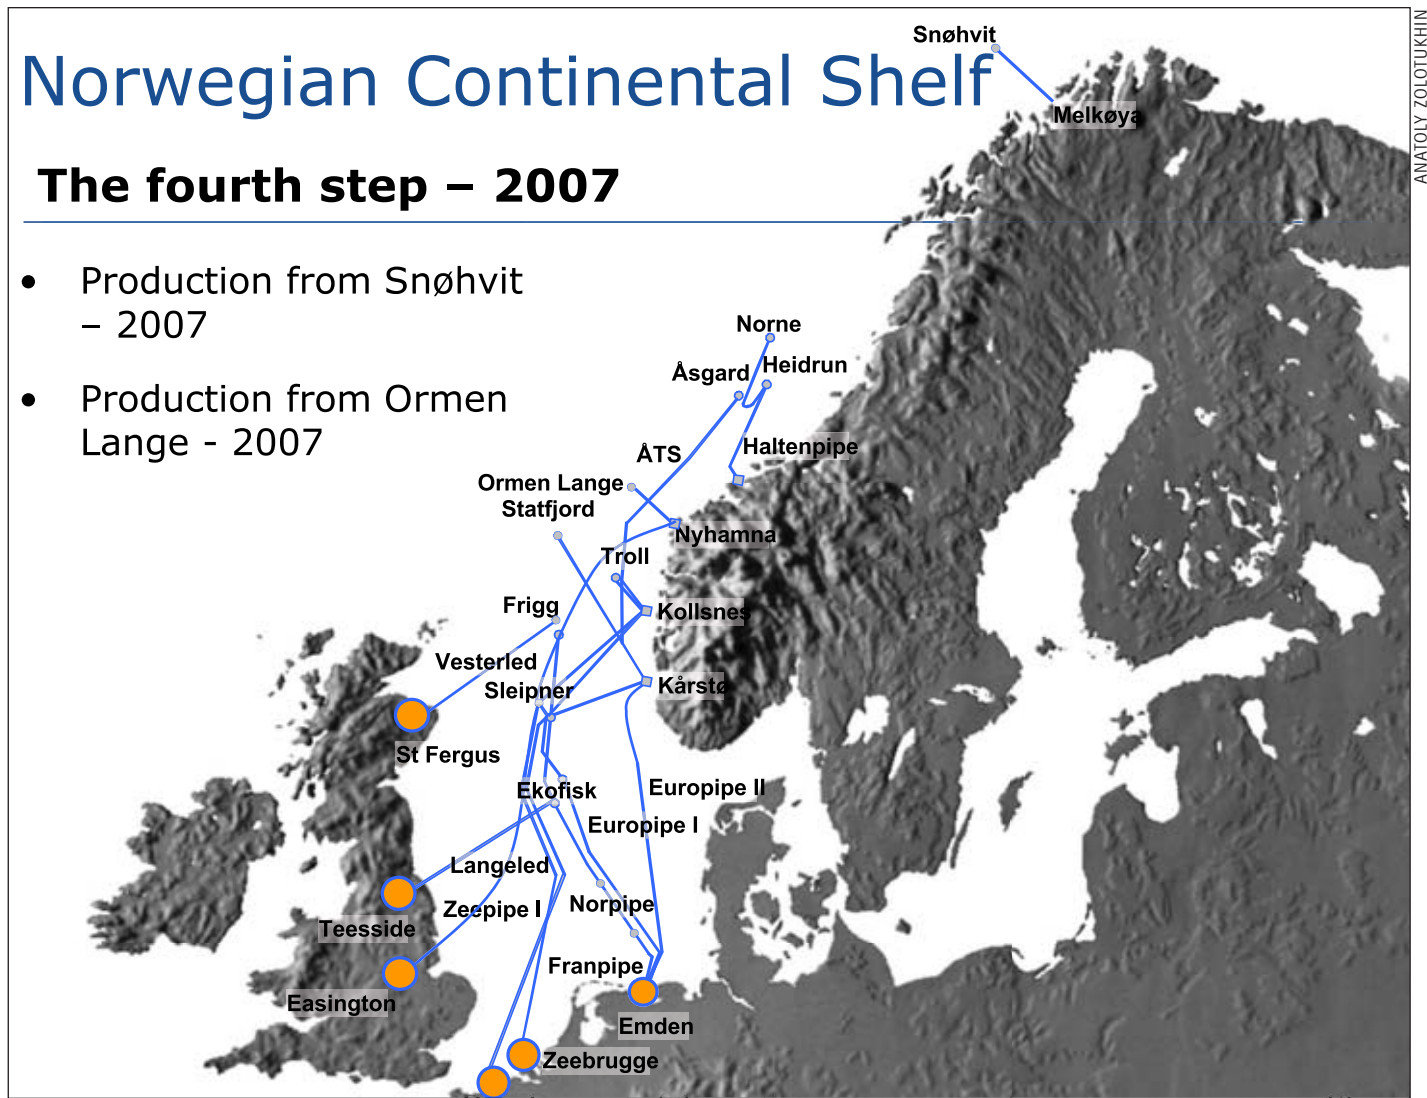 Norwegian Continental Shelf
The fourth step – 2007
• Production from Snøhvit
– 2007
• Production from Ormen
Lange - 2007
Snøhvit
Melkøya
Norne
Heidrun
Åsgard
Haltenpipe
ÅTS
Ormen Lange
Statfjord
Nyhamna
Troll
Frigg
Kollsnes
Vesterled
Sleipner
Kårstø
St Fergus
Ekofisk
Europipe II
Europipe I
Langeled
Zeepipe I
Norpipe
Teesside
Franpipe
Easington
Emden
Zeebrugge
ANATOLY ZOLOTUKHIN